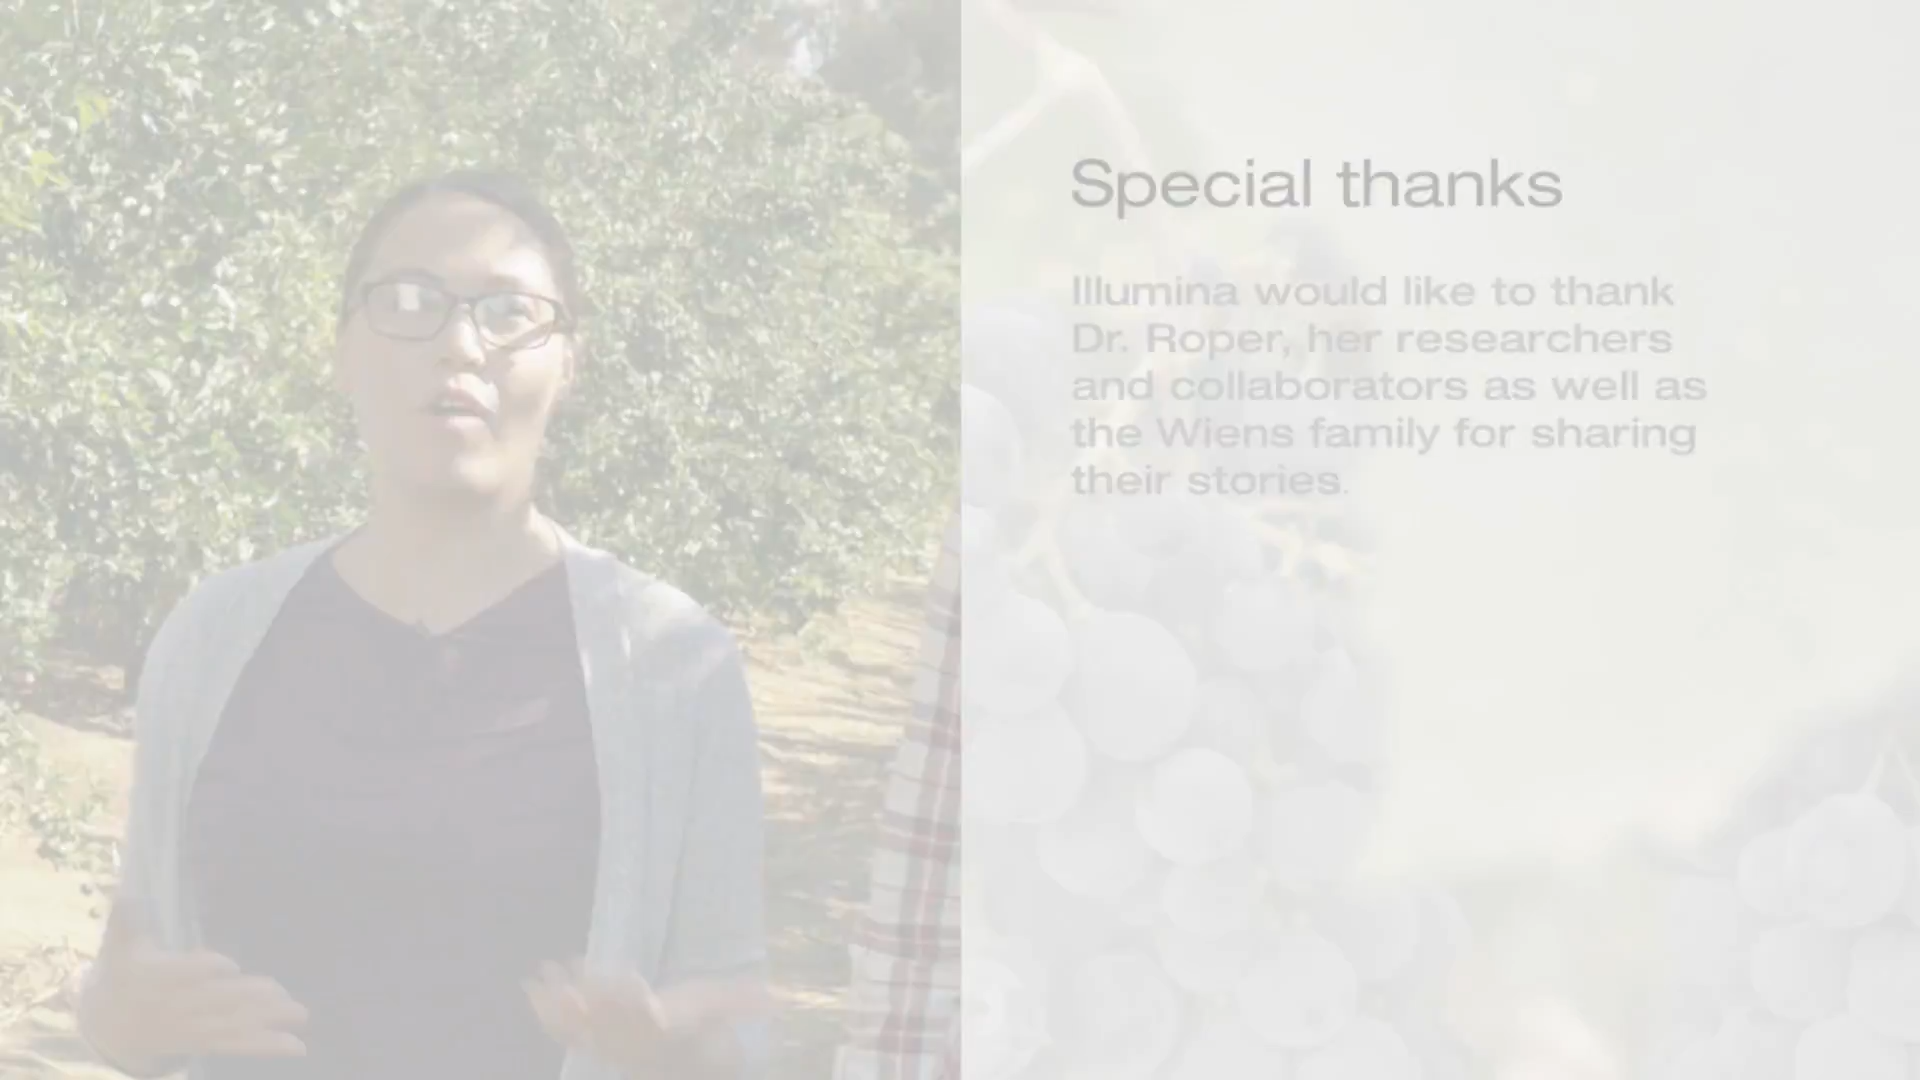 Special thanks
Illumina would like to thank
Dr. Roper, her researchers
and collaborators as well as
the Wiens family for sharing
their stories.